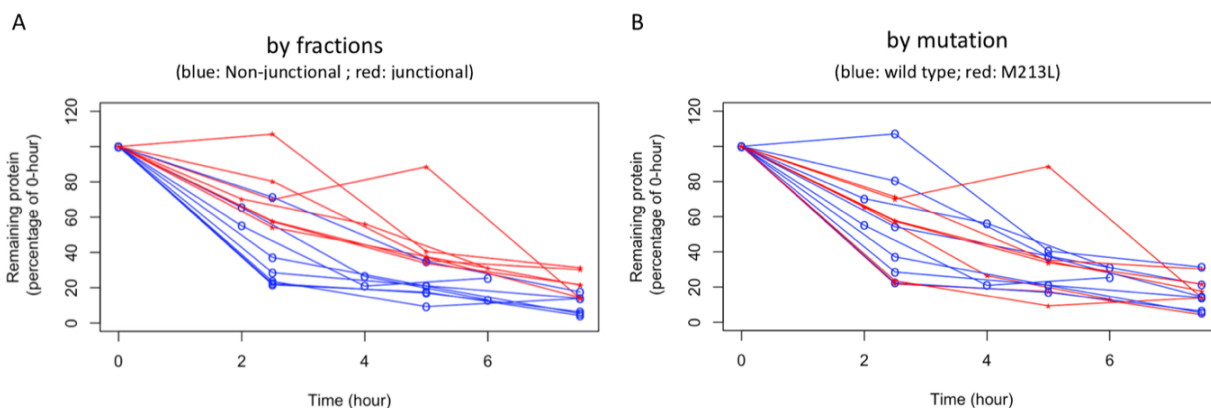 A
by fractions
(blue: Non-junctional ; red: junctional)
Remaining protein
(percentage of 0-hour)
120
80
60
40
20
0
0
2
4
6
Time (hour)
B
by mutation
(blue: wild type; red: M213L)
Remaining protein
(percentage of 0-hour)
120
80
60
40
20
0
0
2
4
6
Time (hour)